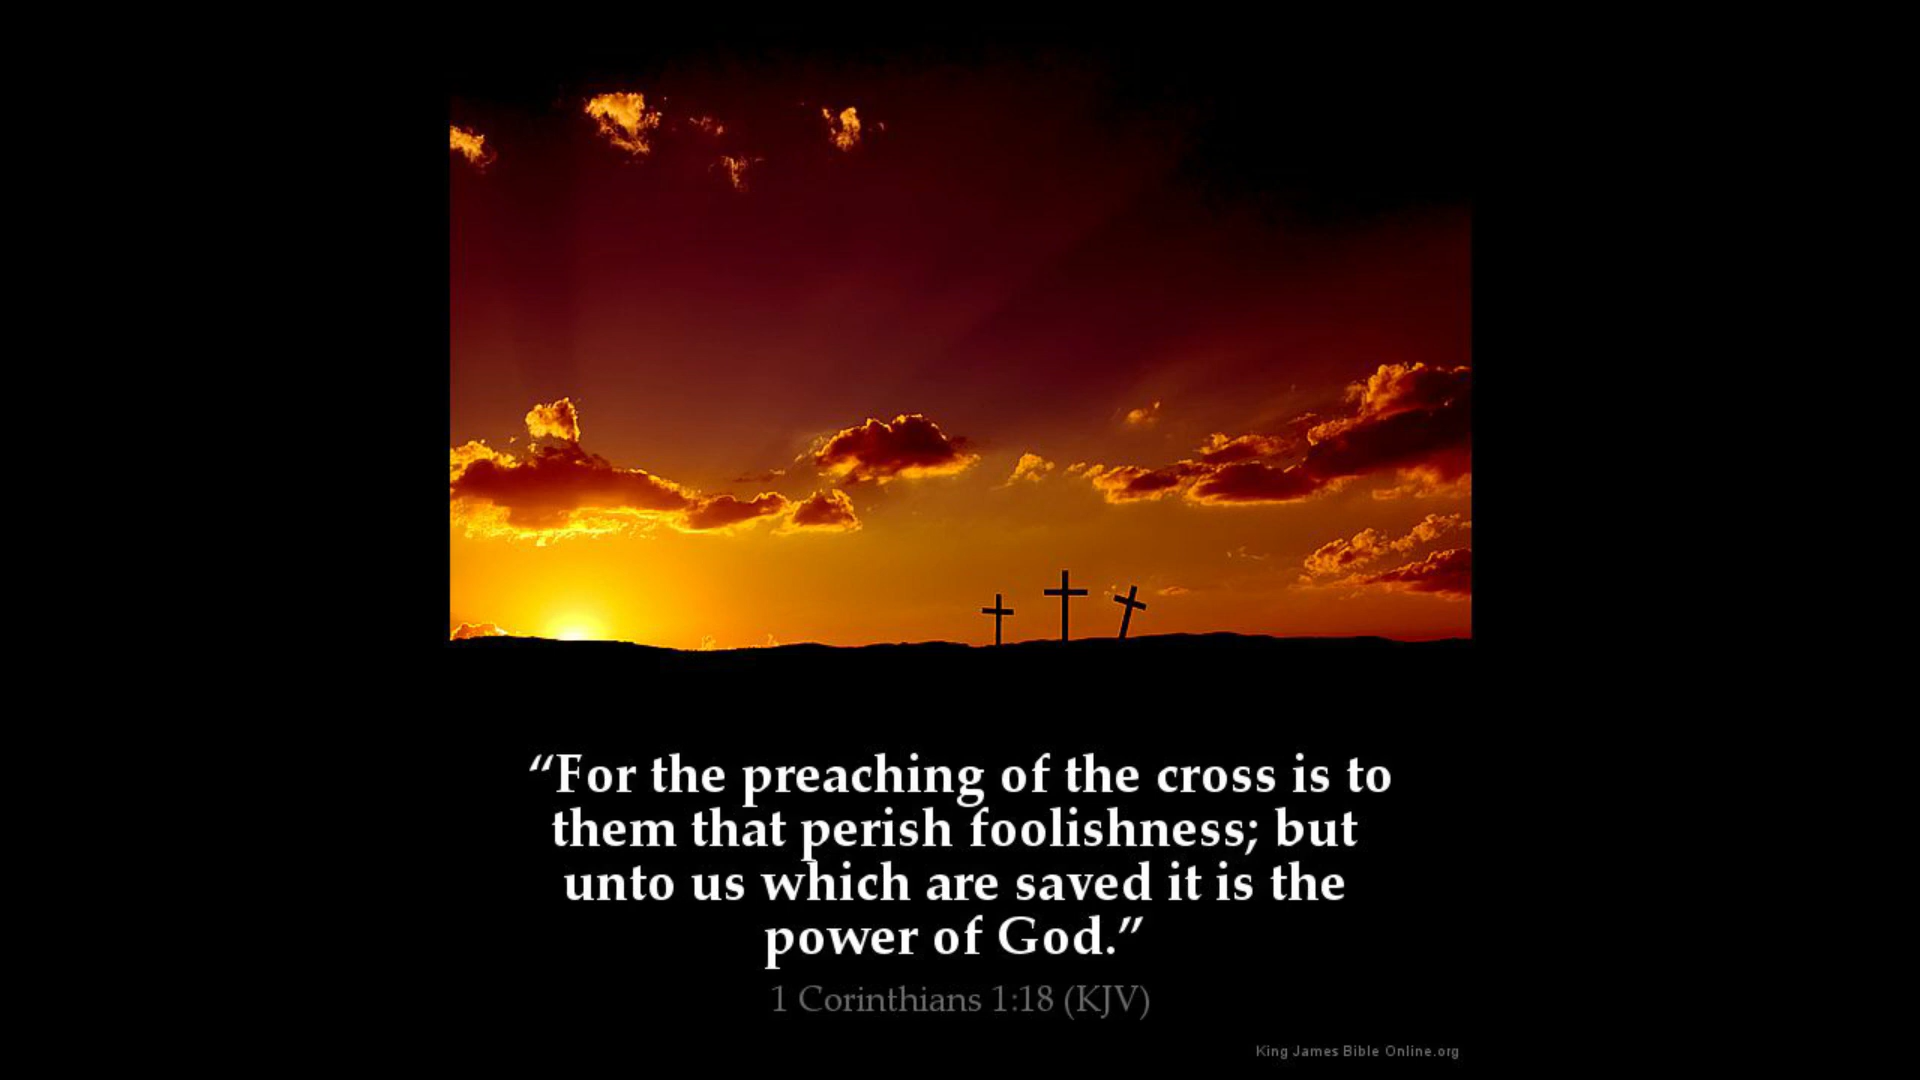 “For the preaching of the cross is to
them that perish foolishness; but
unto us which are saved it is the
power of God.”
1 Corinthians 1:18 (KJV)
King James Bible Online.org